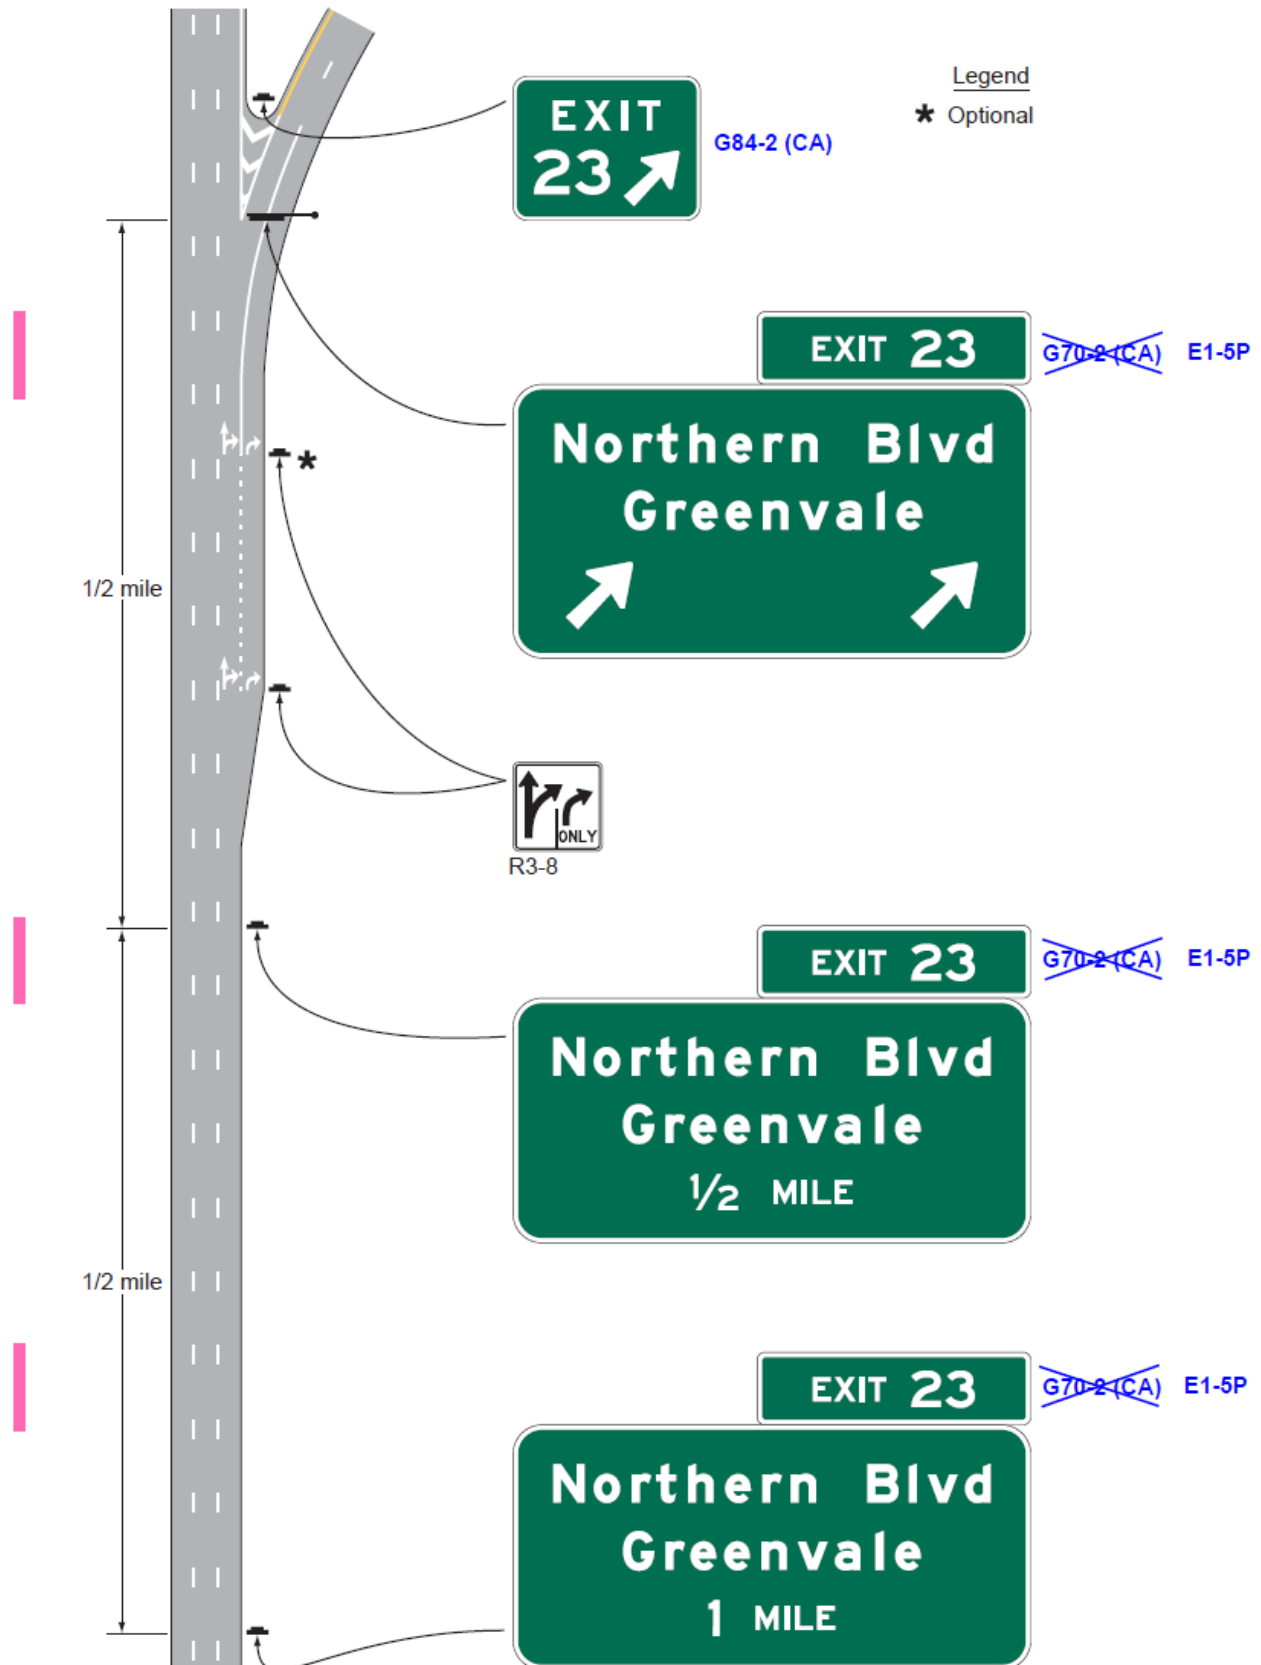 Legend
* Optional
EXIT
23
G84-2 (CA)
EXIT 23
G70-2 (CA) E1-5P
Northern Blvd
Greenvale
1/2 mile
ONLY
R3-8
EXIT 23
G70-2 (CA) E1-5P
Northern Blvd
Greenvale
½ MILE
1/2 mile
EXIT 23
G70-2 (CA) E1-5P
Northern Blvd
Greenvale
1 MILE